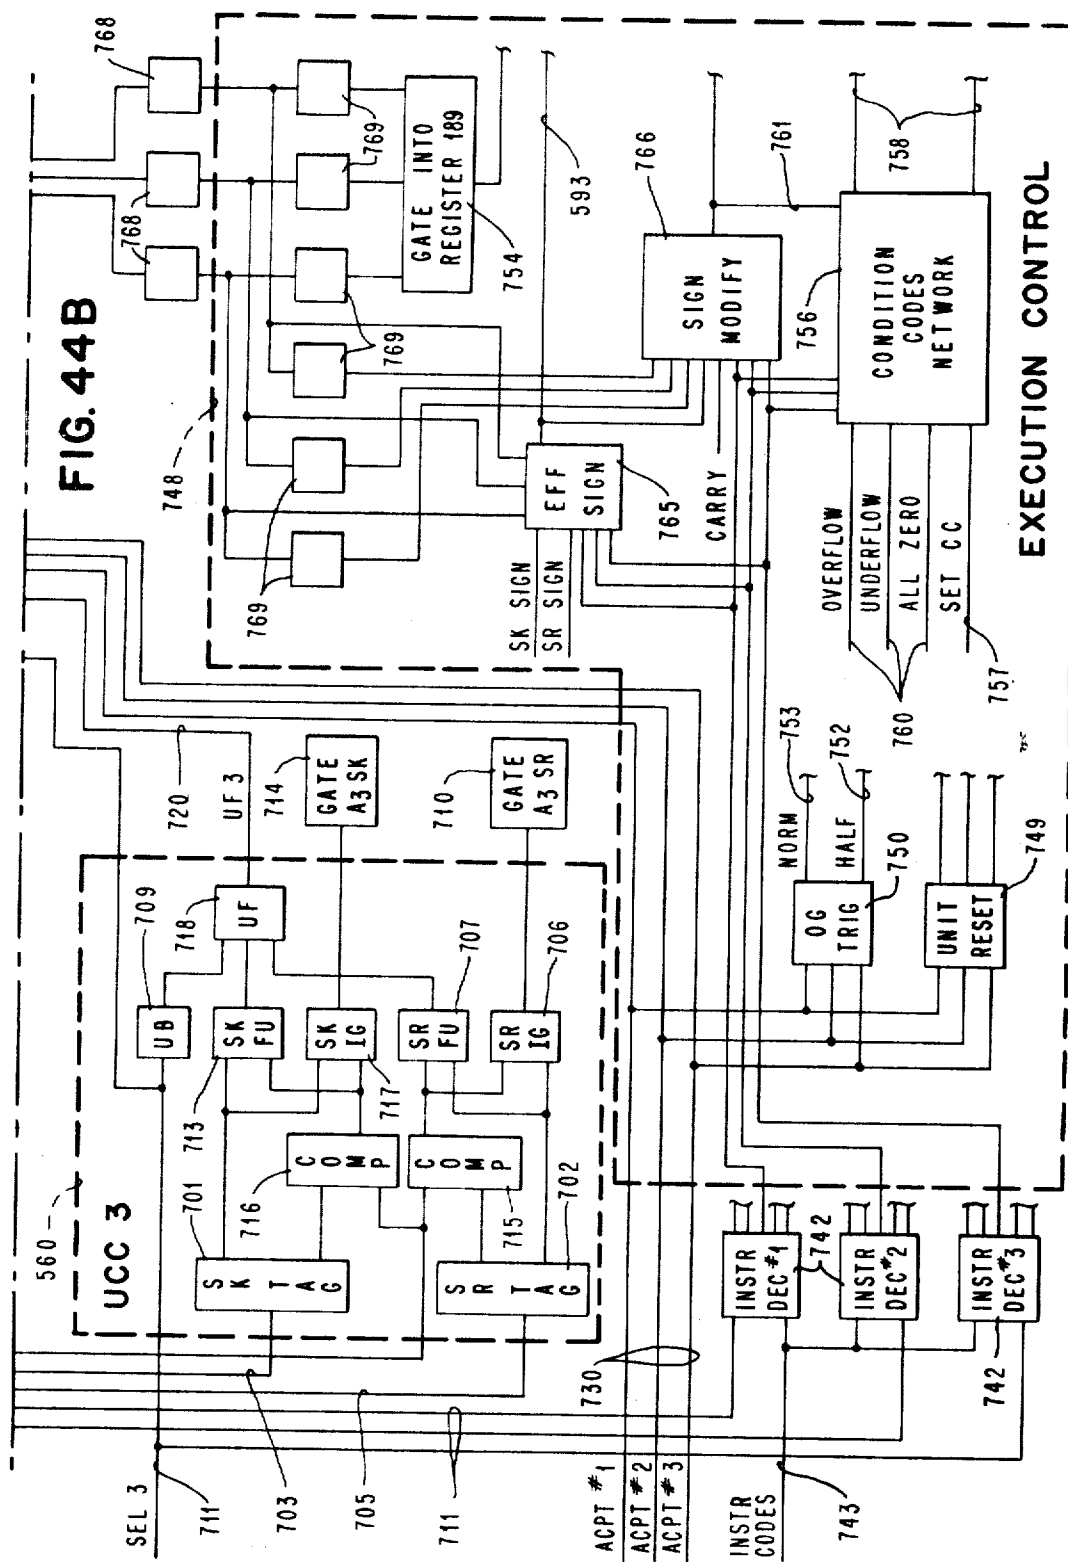 FIG. 44B
768
768
769
769
769
GATE INTO
REGISTER 189
754
748
593
766
SIGN
MODIFY
761
758
756
CONDITION
CODES
NETWORK
EXECUTION CONTROL
EFF
SIGN
765
SK SIGN
SR SIGN
CARRY
OVERFLOW
UNDERFLOW
ALL ZERO
SET CC
760
757
720
UF 3
714
GATE
A3 SK
710
GATE
A3 SR
753
NORM
752
HALF
750
OG
TRIG
749
UNIT
RESET
560
UCC 3
709
UB
718
UF
713
SK
FU
SK
IG
717
707
SR
FU
706
SR
IG
716
COMP
715
COMP
701
SK
TAG
702
SR
TAG
SEL 3
711
703
705
711
730
ACPT #1
ACPT #2
ACPT #3
INSTR
CODES
743
INSTR
DEC #1
742
INSTR
DEC #2
INSTR
DEC #3
742